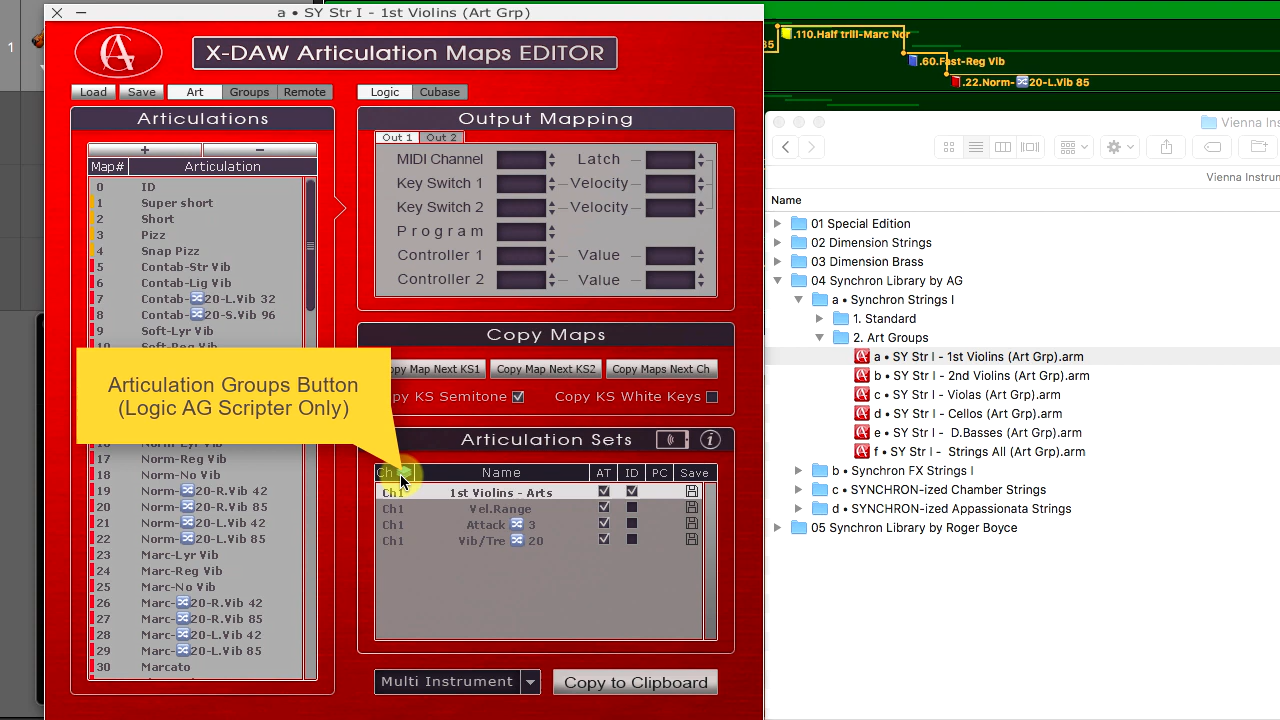 a • SY Str I - 1st Violins (Art Grp)
1
X-DAW Articulation Maps EDITOR
Load Save Art Groups Remote
Articulations
+ −
Map# Articulation
0 ID
1 Super short
2 Short
3 Pizz
4 Snap Pizz
5 Contab-Str Vib
6 Contab-Lig Vib
7 Contab-🔀20-L.Vib 32
8 Contab-🔀20-S.Vib 96
9 Soft-Lyr Vib
10 Soft-Reg Vib
Articulation Groups Button
(Logic AG Scripter Only)
17 Norm-Reg Vib
18 Norm-No Vib
19 Norm-🔀20-R.Vib 42
20 Norm-🔀20-R.Vib 85
21 Norm-🔀20-L.Vib 42
22 Norm-🔀20-L.Vib 85
23 Marc-Lyr Vib
24 Marc-Reg Vib
25 Marc-No Vib
26 Marc-🔀20-R.Vib 42
27 Marc-🔀20-R.Vib 85
28 Marc-🔀20-L.Vib 42
29 Marc-🔀20-L.Vib 85
30 Marcato
Logic Cubase
Output Mapping
Out 1 Out 2
MIDI Channel Latch
Key Switch 1 Velocity
Key Switch 2 Velocity
Program
Controller 1 Value
Controller 2 Value
Copy Maps
opy Map Next KS1 Copy Map Next KS2 Copy Maps Next Ch
py KS Semitone Copy KS White Keys
Articulation Sets
Ch Name AT ID PC Save
Ch1 1st Violins - Arts
Ch1 Vel.Range
Ch1 Attack 🔀 3
Ch1 Vib/Tre 🔀 20
Multi Instrument Copy to Clipboard
85
.110.Half trill-Marc Nor
.60.Fast-Reg Vib
.22.Norm-🔀20-L.Vib 85
Vienna Ins
Vienna Instrum
Name
01 Special Edition
02 Dimension Strings
03 Dimension Brass
04 Synchron Library by AG
a • Synchron Strings I
1. Standard
2. Art Groups
a • SY Str I - 1st Violins (Art Grp).arm
b • SY Str I - 2nd Violins (Art Grp).arm
c • SY Str I - Violas (Art Grp).arm
d • SY Str I - Cellos (Art Grp).arm
e • SY Str I - D.Basses (Art Grp).arm
f • SY Str I - Strings All (Art Grp).arm
b • Synchron FX Strings I
c • SYNCHRON-ized Chamber Strings
d • SYNCHRON-ized Appassionata Strings
05 Synchron Library by Roger Boyce